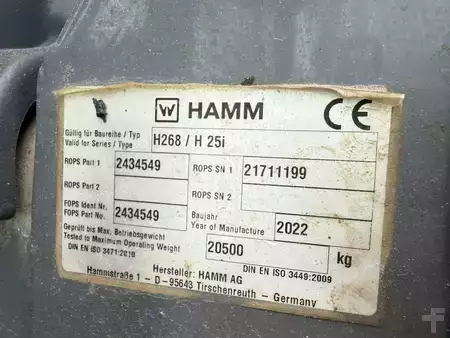 W HAMM CE
Gültig für Baureihe / Typ
Valid for Series / Type H268 / H 25i
ROPS Part 1 2434549 ROPS SN 1 21711199
ROPS Part 2 ROPS SN 2
FOPS Ident Nr.
FOPS Part No. 2434549 Baujahr
Year of Manufacture 2022
Geprüft bis Max. Betriebsgewicht
Tested to Maximum Operating Weight 20500 kg
DIN EN ISO 3471:2010 DIN EN ISO 3449:2009
Hersteller: HAMM AG
Hammstraße 1 - D - 95643 Tirschenreuth - Germany